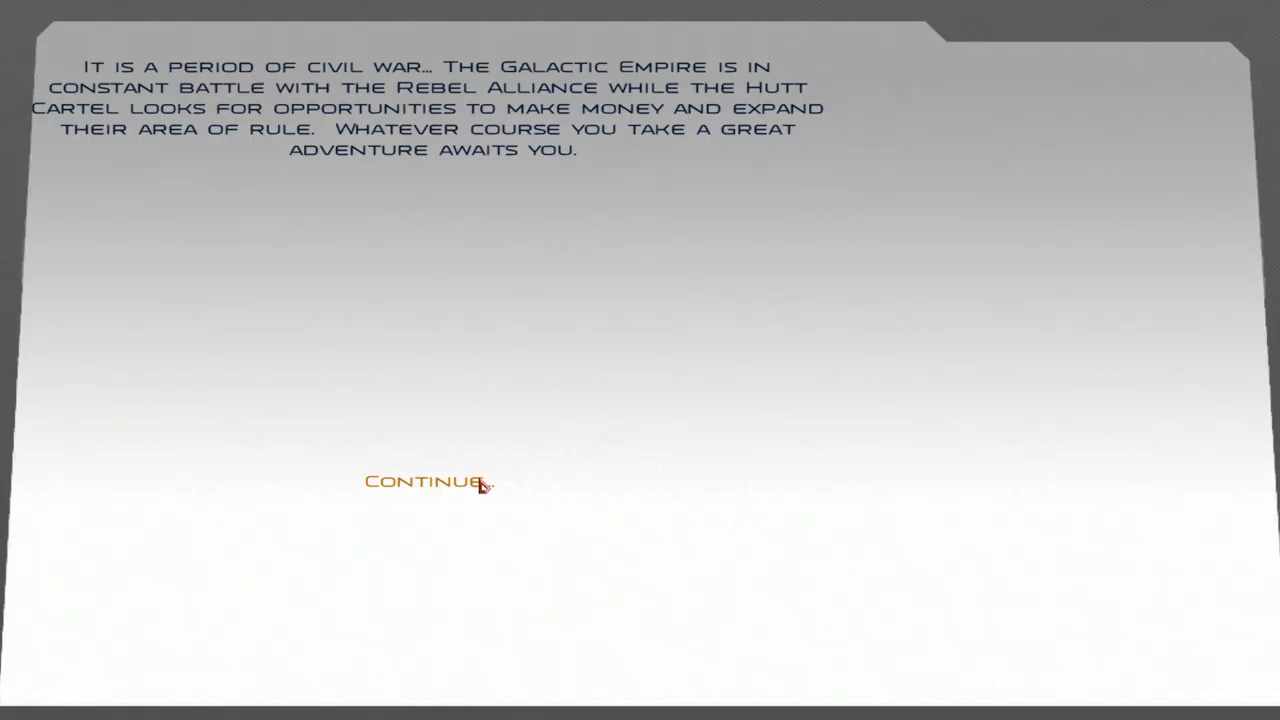 It is a period of civil war... The Galactic Empire is in
constant battle with the Rebel Alliance while the Hutt
Cartel looks for opportunities to make money and expand
their area of rule.  Whatever course you take a great
adventure awaits you.
Continue...